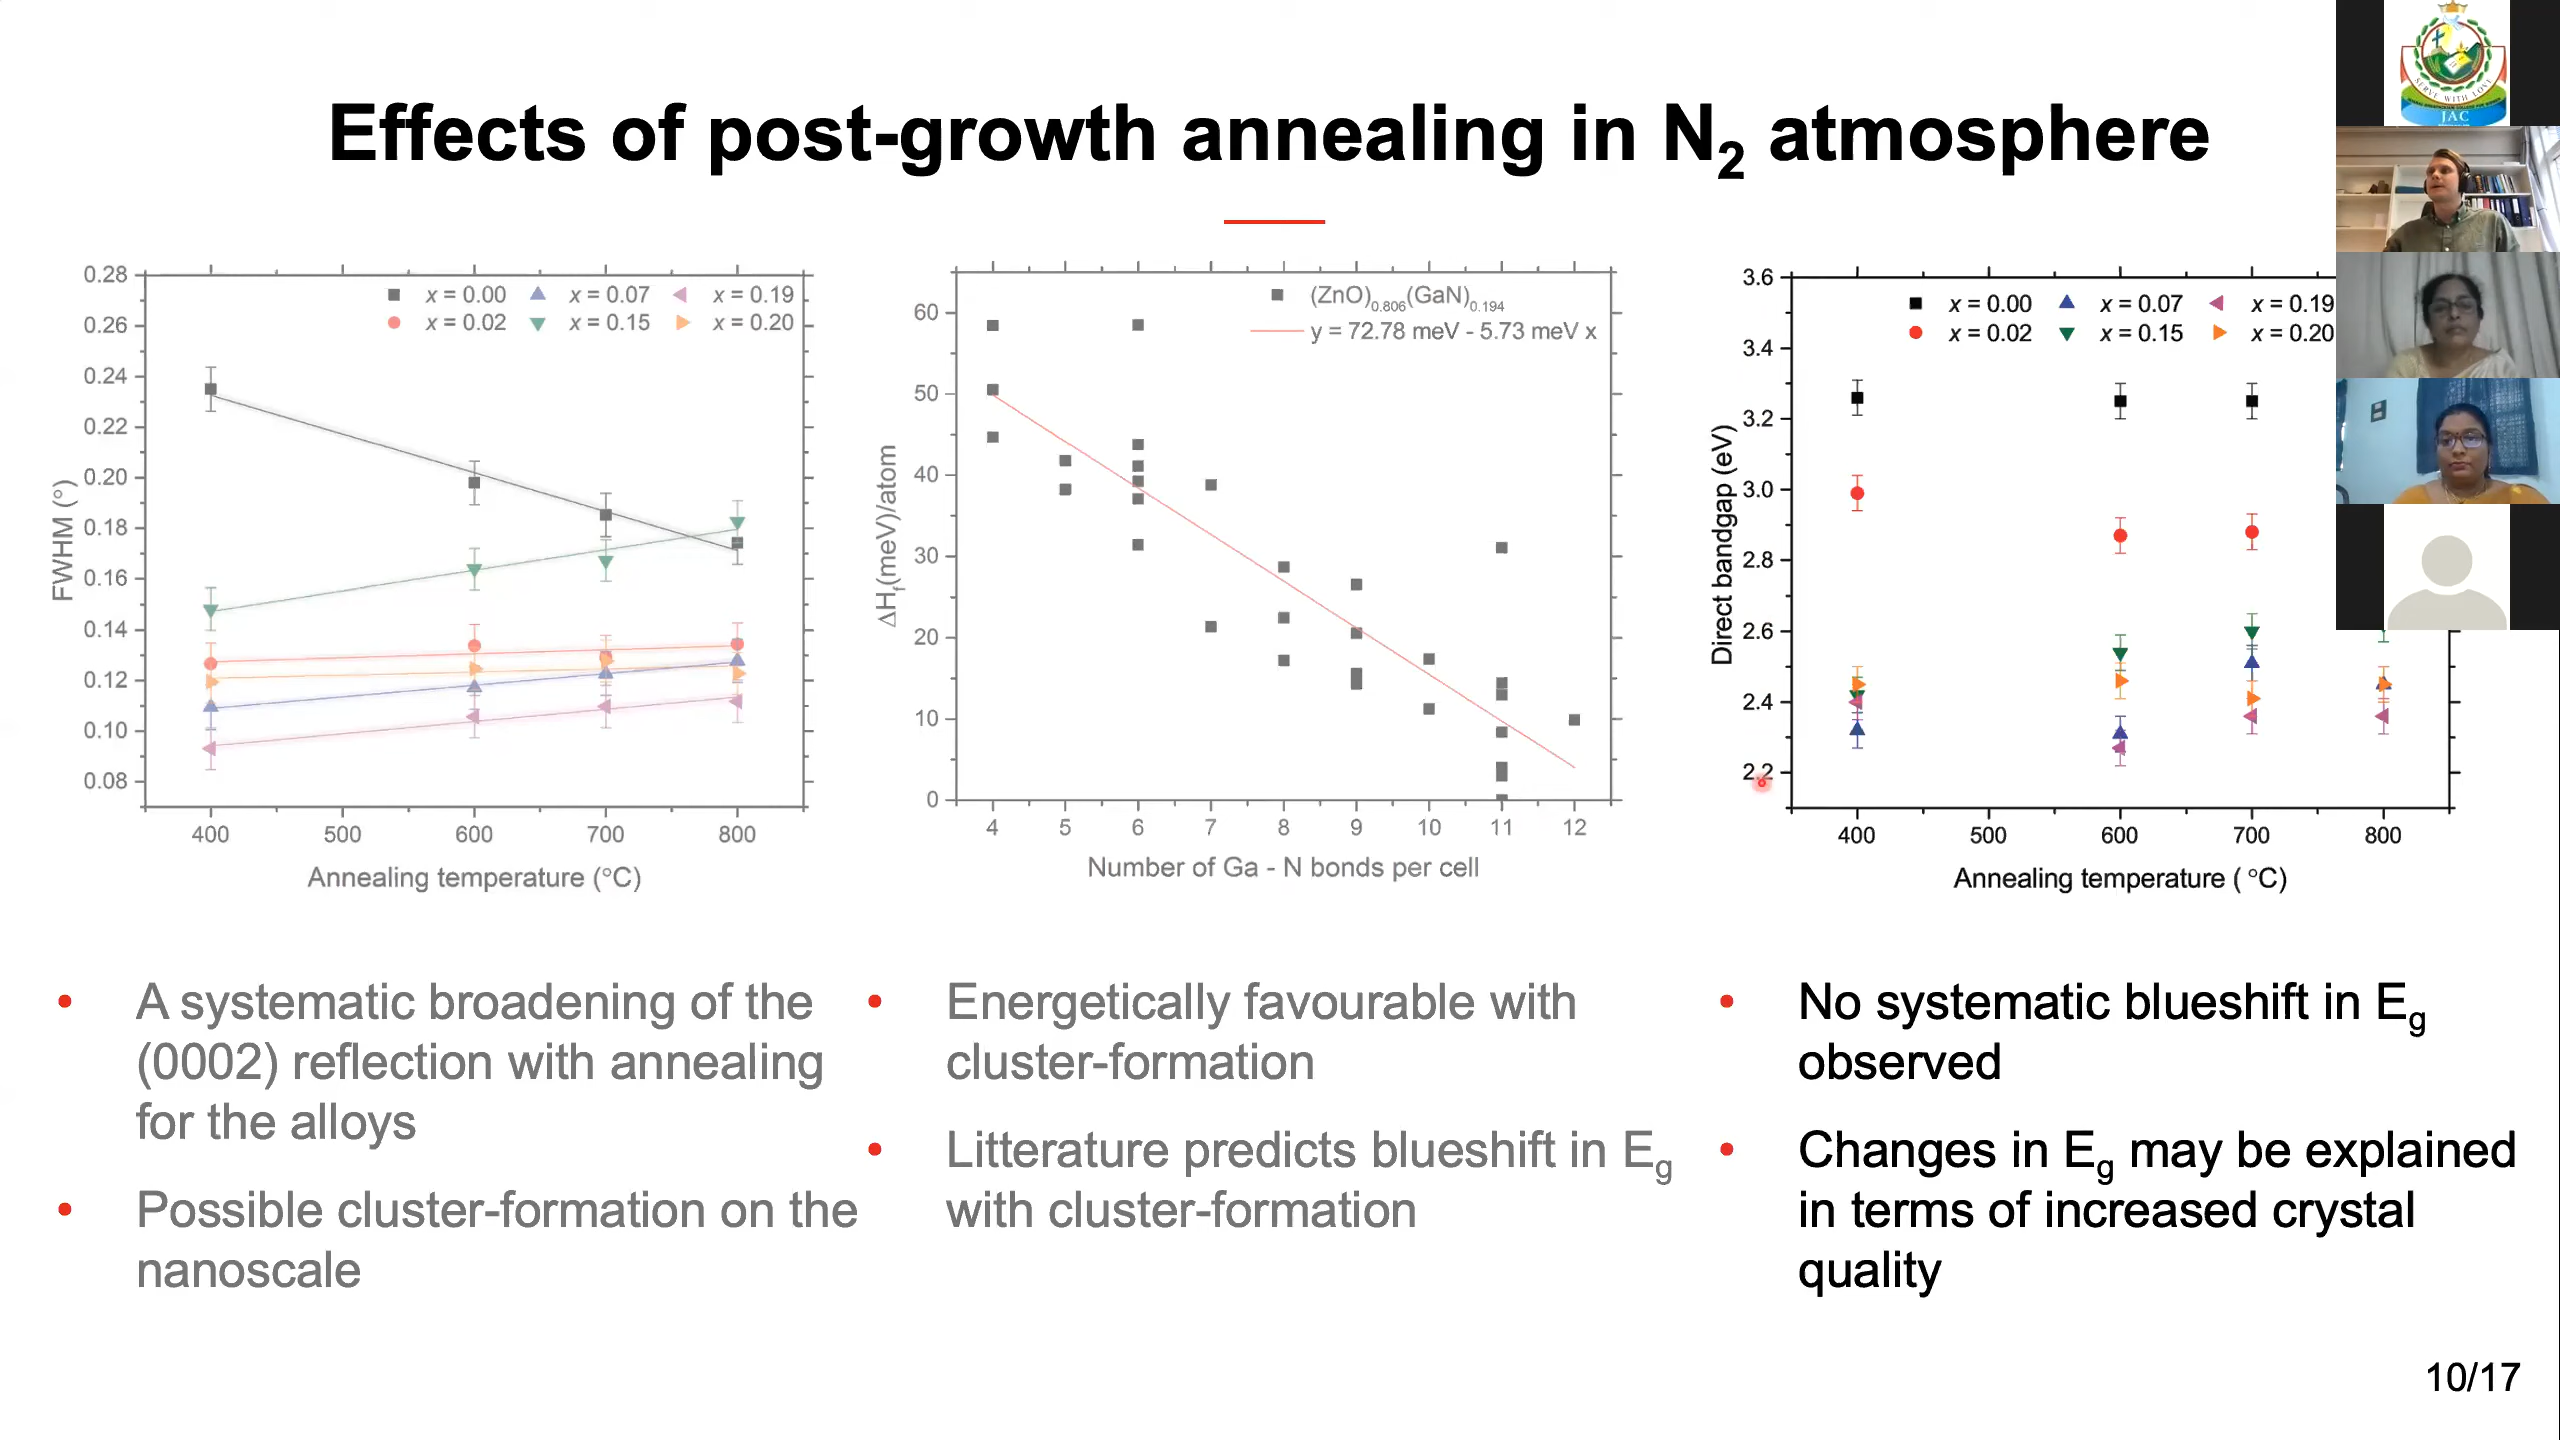 Effects of post-growth annealing in N2 atmosphere
0.28
0.26
0.24
0.22
0.20
0.18
0.16
0.14
0.12
0.10
0.08
FWHM (°)
x = 0.00 x = 0.07 x = 0.19
x = 0.02 x = 0.15 x = 0.20
400 500 600 700 800
Annealing temperature (°C)
60
50
40
30
20
10
0
ΔHf(meV)/atom
(ZnO)0.806(GaN)0.194
y = 72.78 meV - 5.73 meV x
4 5 6 7 8 9 10 11 12
Number of Ga - N bonds per cell
3.6
3.4
3.2
3.0
2.8
2.6
2.4
2.2
Direct bandgap (eV)
x = 0.00 x = 0.07 x = 0.19
x = 0.02 x = 0.15 x = 0.20
400 500 600 700 800
Annealing temperature ( °C)
• A systematic broadening of the
(0002) reflection with annealing
for the alloys
• Possible cluster-formation on the
nanoscale
• Energetically favourable with
cluster-formation
• Litterature predicts blueshift in Eg
with cluster-formation
• No systematic blueshift in Eg
observed
• Changes in Eg may be explained
in terms of increased crystal
quality
10/17
SERVE WITH LOVE
JAC